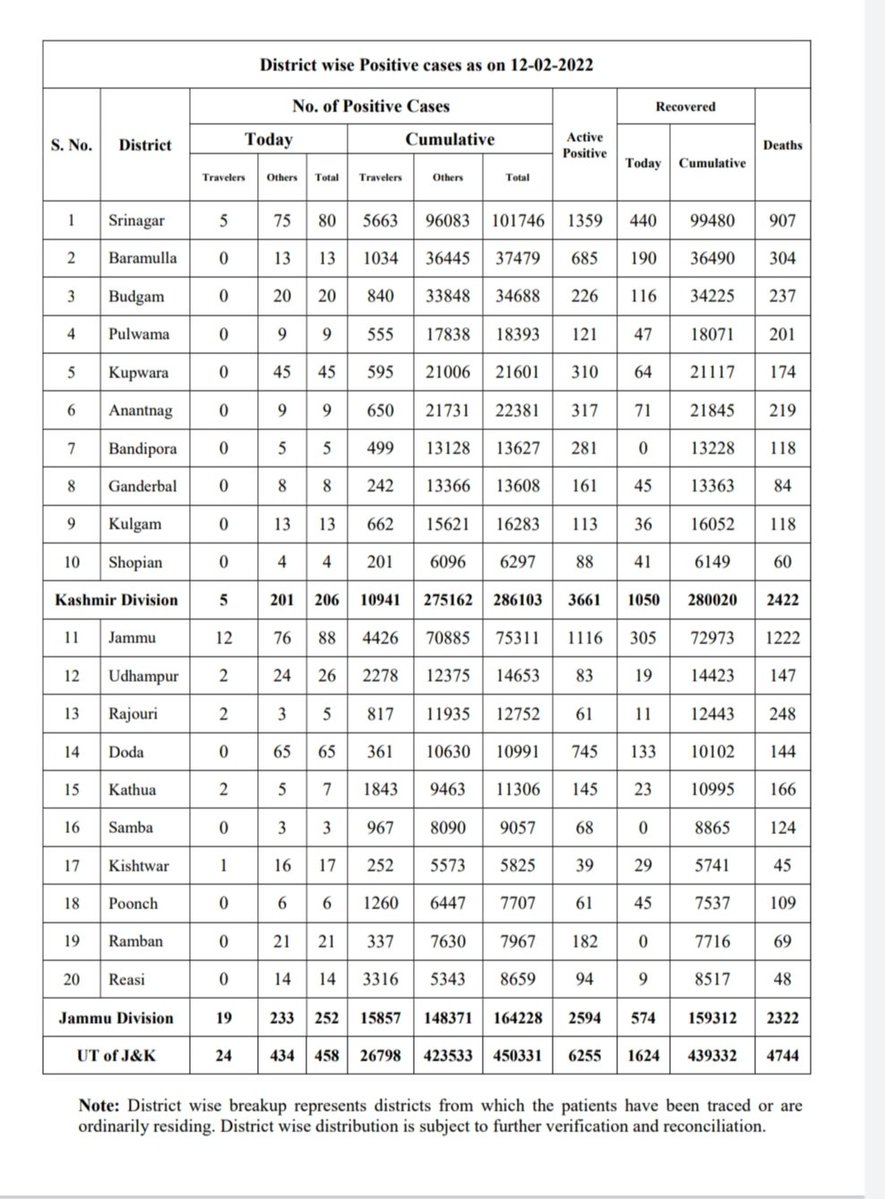 District wise Positive cases as on 12-02-2022
S. No. District No. of Positive Cases Active Positive Recovered Deaths
Today Cumulative Today Cumulative
Travelers Others Total Travelers Others Total
1 Srinagar 5 75 80 5663 96083 101746 1359 440 99480 907
2 Baramulla 0 13 13 1034 36445 37479 685 190 36490 304
3 Budgam 0 20 20 840 33848 34688 226 116 34225 237
4 Pulwama 0 9 9 555 17838 18393 121 47 18071 201
5 Kupwara 0 45 45 595 21006 21601 310 64 21117 174
6 Anantnag 0 9 9 650 21731 22381 317 71 21845 219
7 Bandipora 0 5 5 499 13128 13627 281 0 13228 118
8 Ganderbal 0 8 8 242 13366 13608 161 45 13363 84
9 Kulgam 0 13 13 662 15621 16283 113 36 16052 118
10 Shopian 0 4 4 201 6096 6297 88 41 6149 60
Kashmir Division 5 201 206 10941 275162 286103 3661 1050 280020 2422
11 Jammu 12 76 88 4426 70885 75311 1116 305 72973 1222
12 Udhampur 2 24 26 2278 12375 14653 83 19 14423 147
13 Rajouri 2 3 5 817 11935 12752 61 11 12443 248
14 Doda 0 65 65 361 10630 10991 745 133 10102 144
15 Kathua 2 5 7 1843 9463 11306 145 23 10995 166
16 Samba 0 3 3 967 8090 9057 68 0 8865 124
17 Kishtwar 1 16 17 252 5573 5825 39 29 5741 45
18 Poonch 0 6 6 1260 6447 7707 61 45 7537 109
19 Ramban 0 21 21 337 7630 7967 182 0 7716 69
20 Reasi 0 14 14 3316 5343 8659 94 9 8517 48
Jammu Division 19 233 252 15857 148371 164228 2594 574 159312 2322
UT of J&K 24 434 458 26798 423533 450331 6255 1624 439332 4744
Note: District wise breakup represents districts from which the patients have been traced or are
ordinarily residing. District wise distribution is subject to further verification and reconciliation.